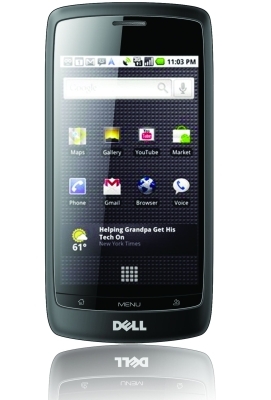 11:03 PM
Google
Maps Gallery YouTube Market
Phone Gmail Browser Voice
61°
Helping Grandpa Get His
Tech On
New York Times
MENU
DELL